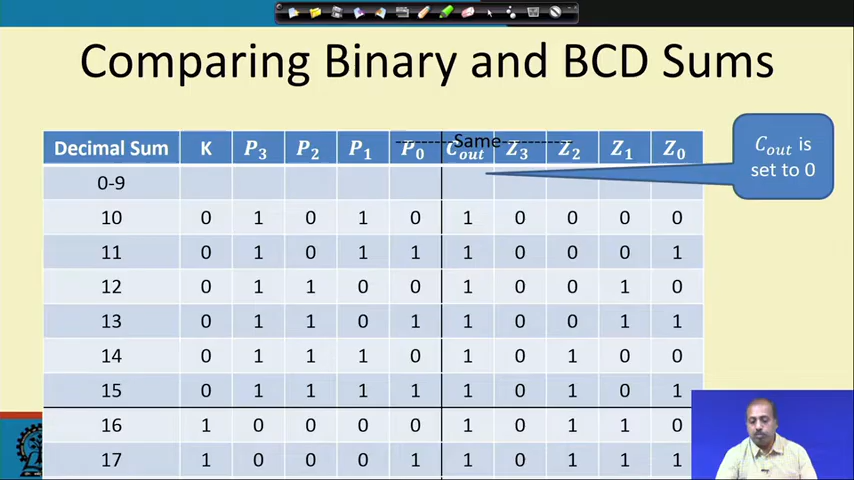 Comparing Binary and BCD Sums
Decimal Sum K P₃ P₂ P₁ P₀ Cₒᵤₜ Z₃ Z₂ Z₁ Z₀
-------Same----------
0-9
10 0 1 0 1 0 1 0 0 0 0
11 0 1 0 1 1 1 0 0 0 1
12 0 1 1 0 0 1 0 0 1 0
13 0 1 1 0 1 1 0 0 1 1
14 0 1 1 1 0 1 0 1 0 0
15 0 1 1 1 1 1 0 1 0 1
16 1 0 0 0 0 1 0 1 1 0
17 1 0 0 0 1 1 0 1 1 1
Cₒᵤₜ is
set to 0